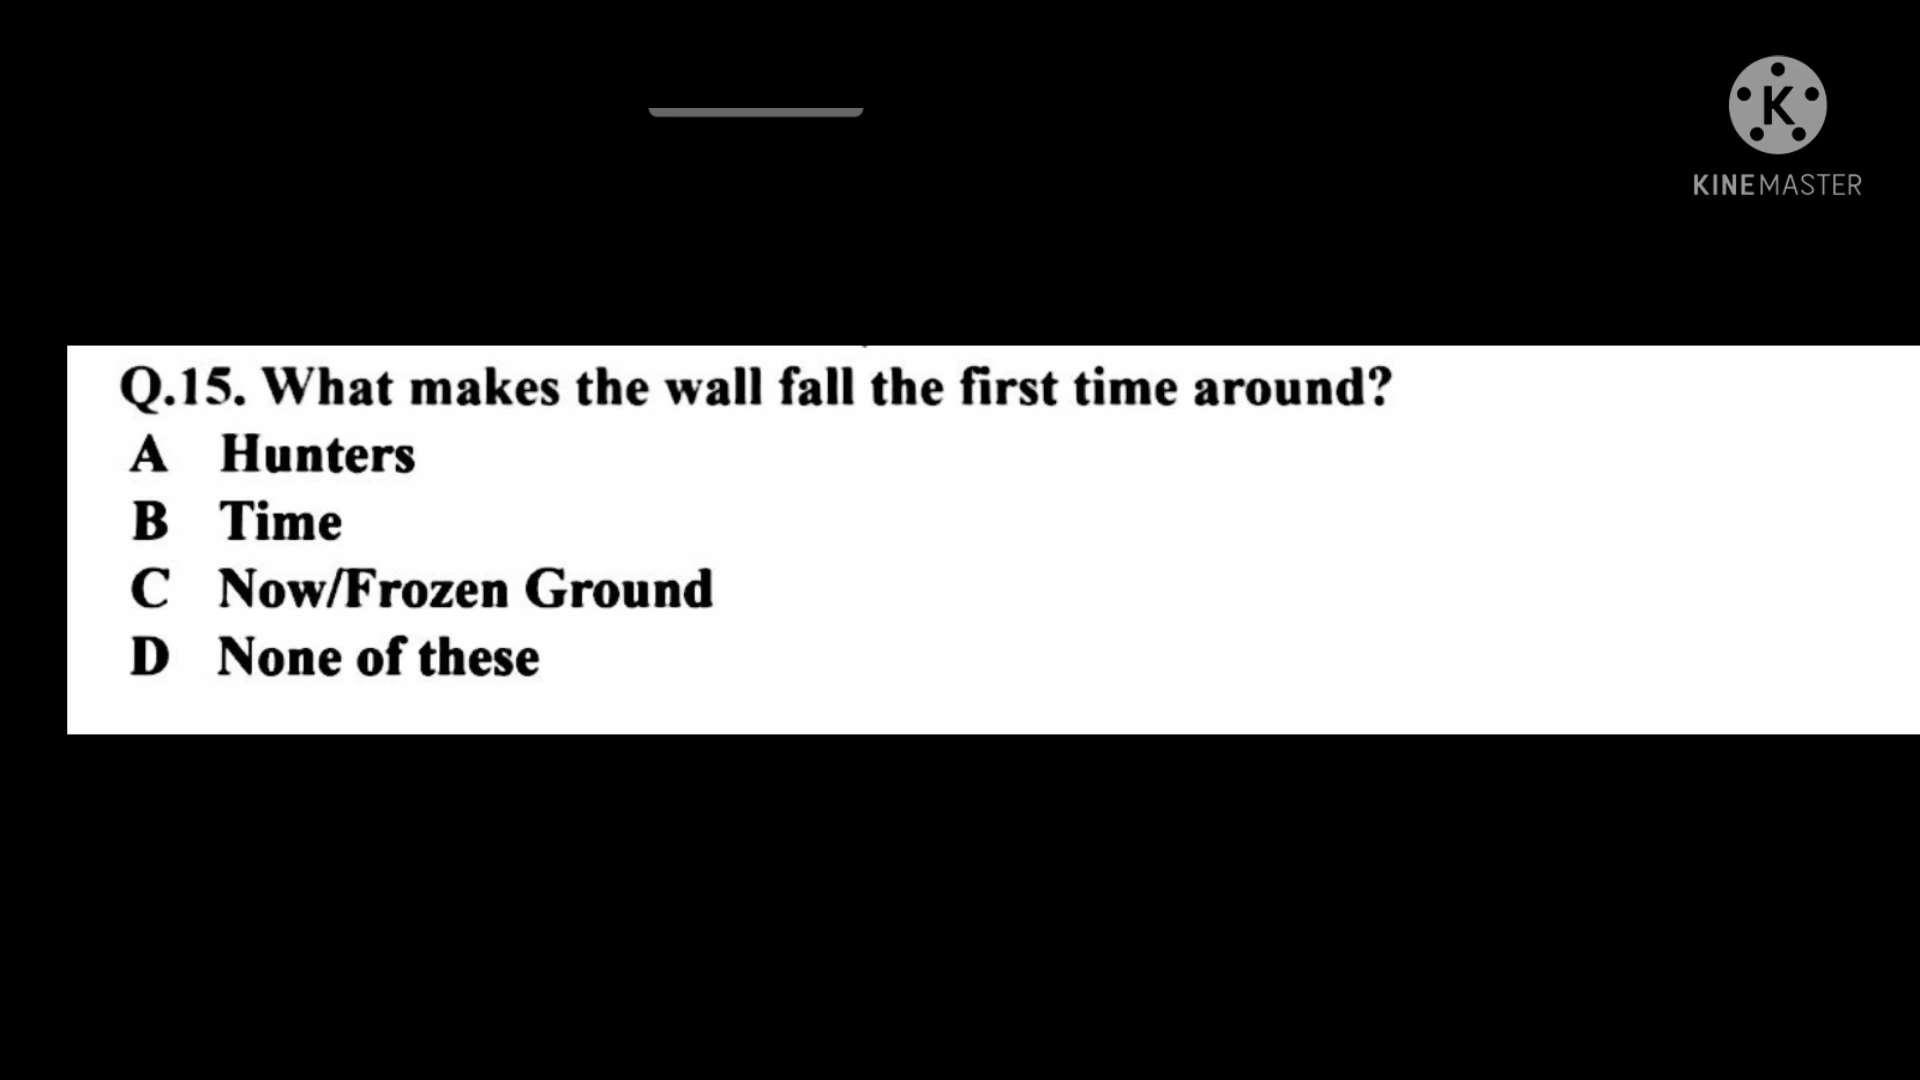 KINEMASTER
Q.15. What makes the wall fall the first time around?
A Hunters
B Time
C Now/Frozen Ground
D None of these